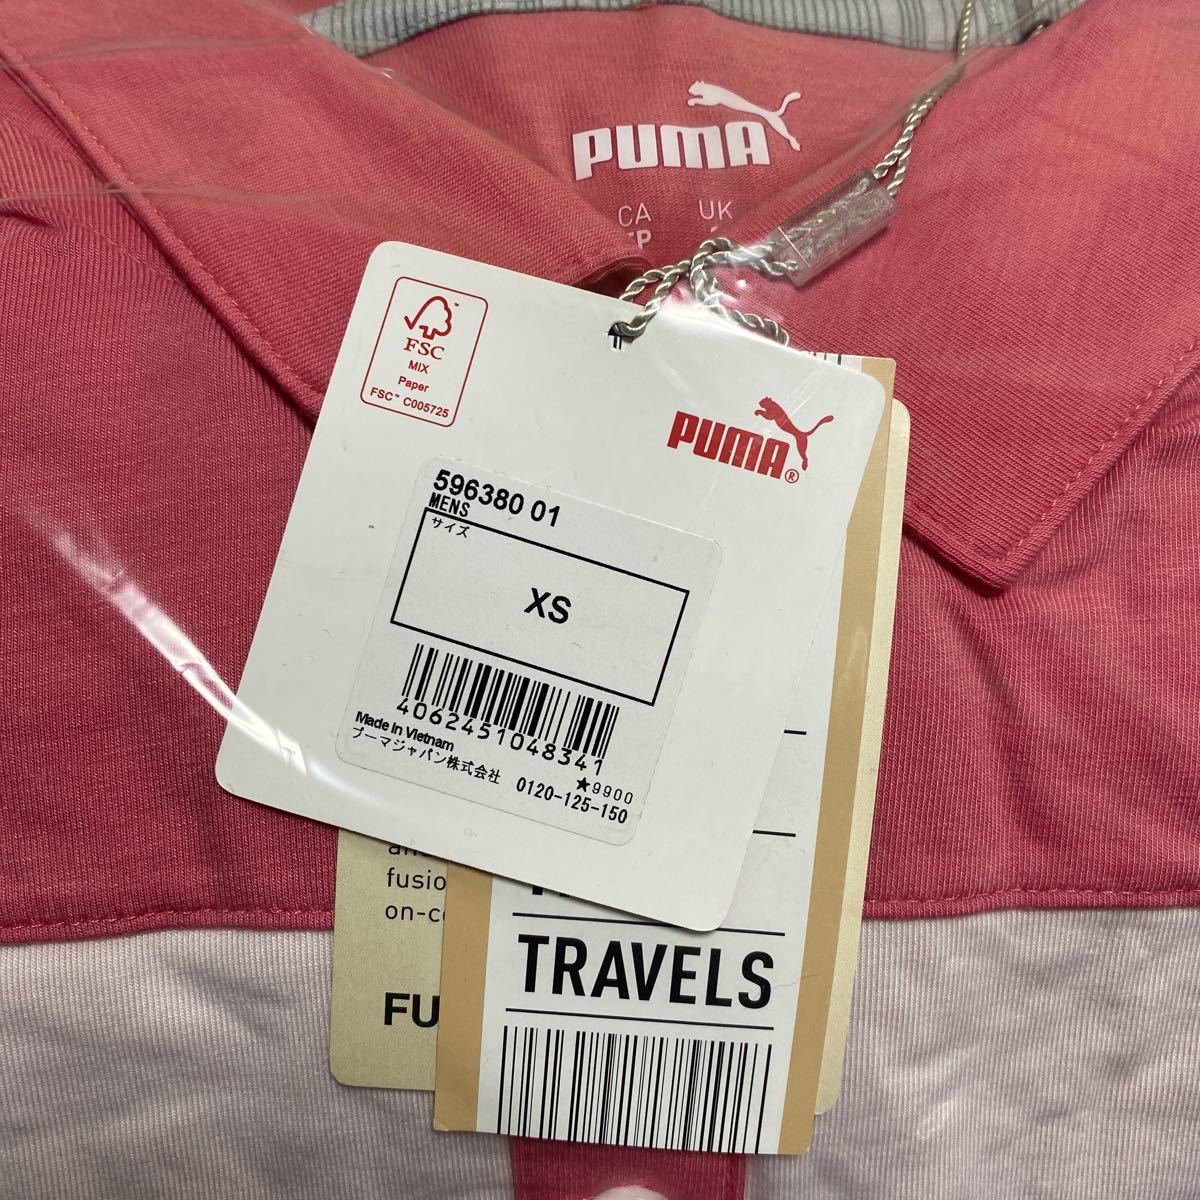 PUMA
CA
UK
FSC
MIX
Paper
FSC™ C005725
PUMA®
596380 01
MENS
サイズ
XS
4062451048341
Made in Vietnam
★9900
プーマジャパン株式会社 0120-125-150
fusio
on-c
TRAVELS
FU